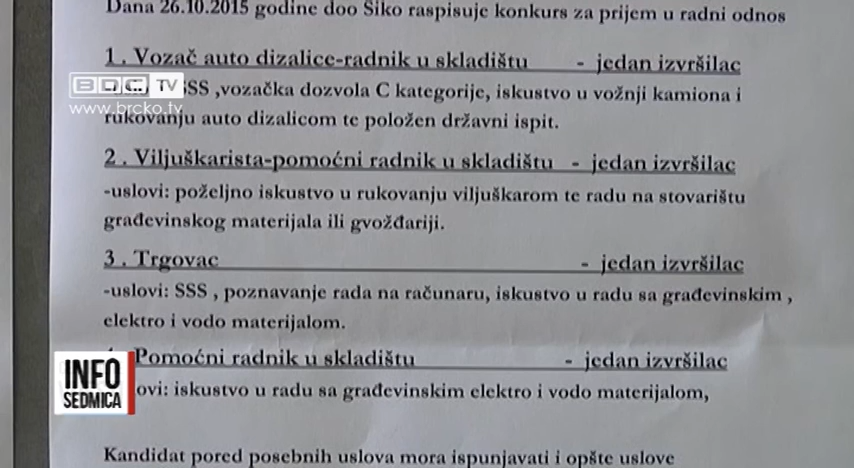 Dana 26.10.2015 godine doo Siko raspisuje konkurs za prijem u radni odnos
1 . Vozač auto dizalice-radnik u skladištu - jedan izvršilac
BDC TV
SSS ,vozačka dozvola C kategorije, iskustvo u vožnji kamiona i
www.brcko.tv
rukovanju auto dizalicom te položen državni ispit.
2 . Viljuškarista-pomoćni radnik u skladištu - jedan izvršilac
-uslovi: poželjno iskustvo u rukovanju viljuškarom te radu na stovarištu
građevinskog materijala ili gvožđariji.
3 . Trgovac - jedan izvršilac
-uslovi: SSS , poznavanje rada na računaru, iskustvo u radu sa građevinskim ,
elektro i vodo materijalom.
Pomoćni radnik u skladištu - jedan izvršilac
INFO
SEDMICA
ovi: iskustvo u radu sa građevinskim elektro i vodo materijalom,
Kandidat pored posebnih uslova mora ispunjavati i opšte uslove